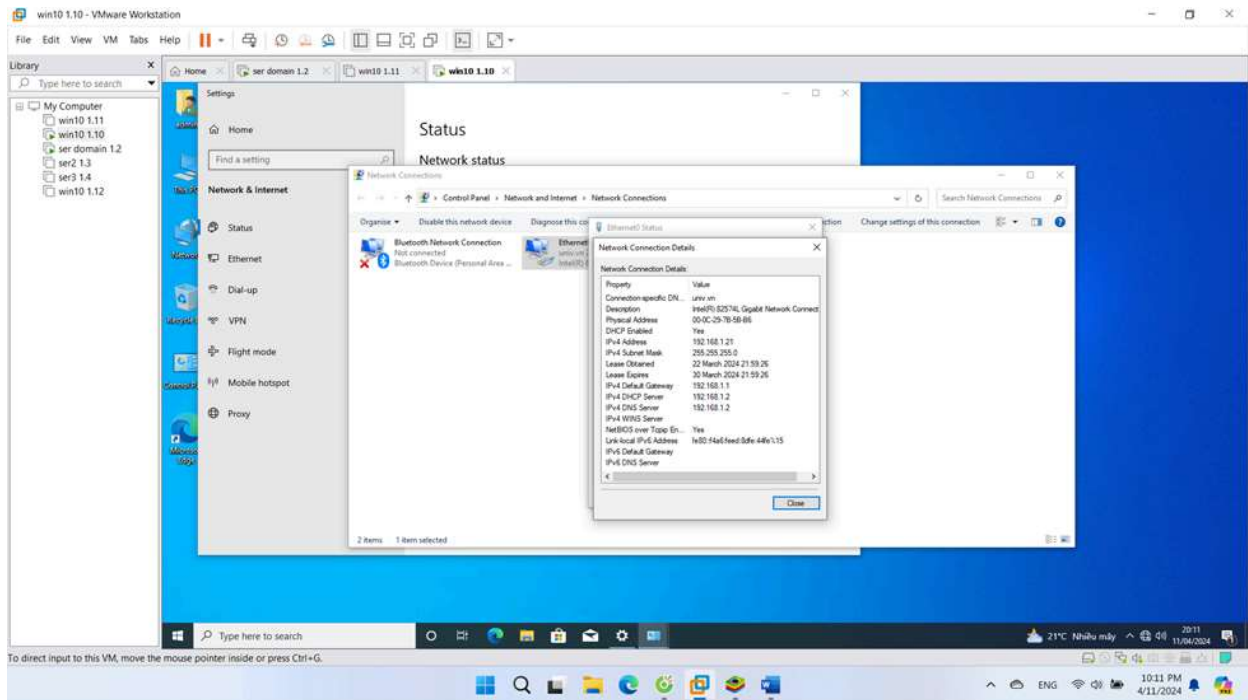 win10 1.10 - VMware Workstation
File Edit View VM Tabs Help
Library
Type here to search
My Computer
win10 1.11
win10 1.10
ser domain 1.2
ser2 1.3
ser3 1.4
win10 1.12
Home
ser domain 1.2
win10 1.11
win10 1.10
Settings
Home
Find a setting
Network & Internet
Status
Ethernet
Dial-up
VPN
Flight mode
Mobile hotspot
Proxy
Status
Network status
Network Connections
Control Panel > Network and Internet > Network Connections
Search Network Connections
Organise Disable this network device Diagnose this Change settings of this connection
Bluetooth Network Connection
Not connected
Bluetooth Device (Personal Area ...
Ethernet
Ethernet0 Status
Network Connection Details
Network Connection Details:
Property Value
Connection-specific DN... univ.vn
Description Intel(R) 82574L Gigabit Network Connect
Physical Address 00-0C-29-7B-5B-B6
DHCP Enabled Yes
IPv4 Address 192.168.1.21
IPv4 Subnet Mask 255.255.255.0
Lease Obtained 22 March 2024 21:59:26
Lease Expires 30 March 2024 21:59:26
IPv4 Default Gateway 192.168.1.1
IPv4 DHCP Server 192.168.1.2
IPv4 DNS Server 192.168.1.2
IPv4 WINS Server
NetBIOS over Tcpip En... Yes
Link-local IPv6 Address
IPv6 Default Gateway
IPv6 DNS Server
Close
2 items 1 item selected
Type here to search
21°C Nhiều mây
20:11
11/04/2024
To direct input to this VM, move the mouse pointer inside or press Ctrl+G.
ENG
10:11 PM
4/11/2024